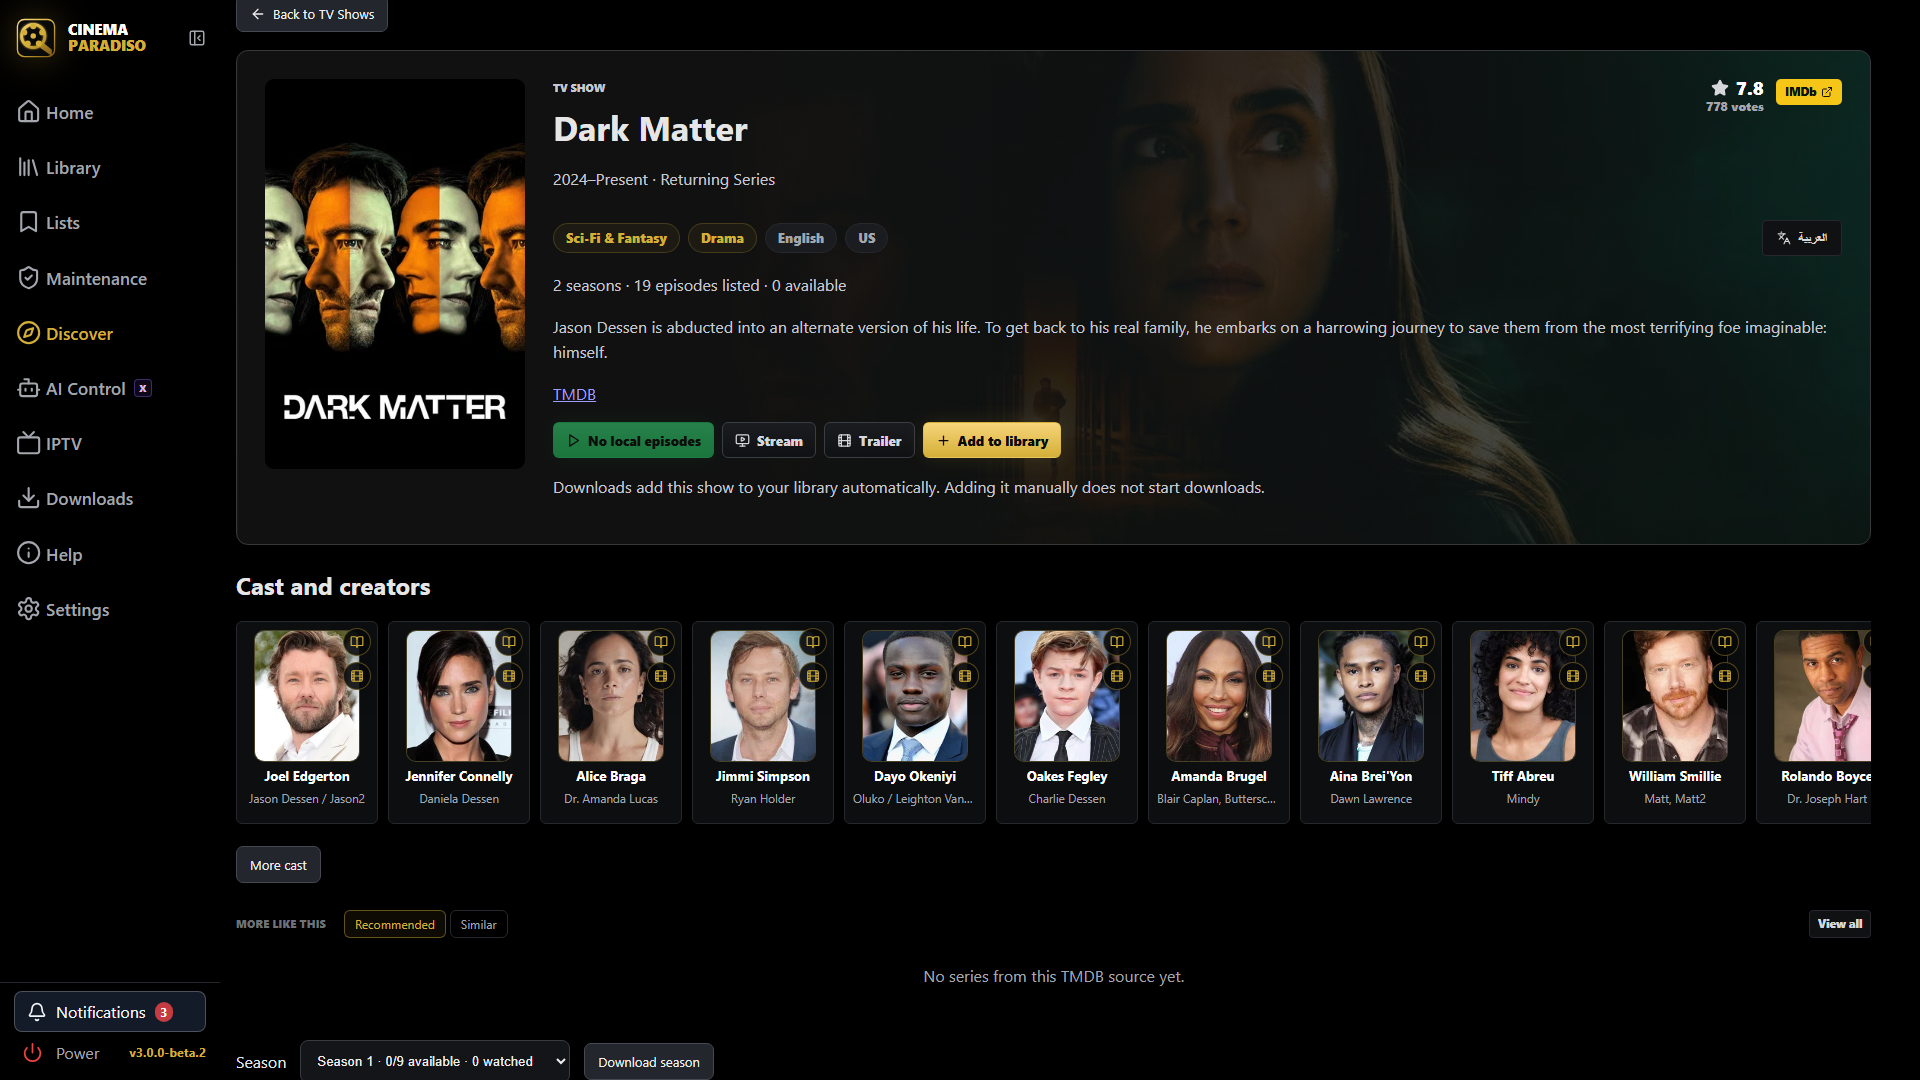 Back to TV Shows
CINEMA
PARADISO
Home
Library
Lists
Maintenance
Discover
AI Control x
IPTV
Downloads
Help
Settings
Notifications 3
Power v3.0.0-beta.2
DARK MATTER
TV SHOW
7.8
778 votes
IMDb
Dark Matter
2024–Present · Returning Series
Sci-Fi & Fantasy
Drama
English
US
العربية
2 seasons · 19 episodes listed · 0 available
Jason Dessen is abducted into an alternate version of his life. To get back to his real family, he embarks on a harrowing journey to save them from the most terrifying foe imaginable:
himself.
TMDB
No local episodes
Stream
Trailer
Add to library
Downloads add this show to your library automatically. Adding it manually does not start downloads.
Cast and creators
Joel Edgerton
Jason Dessen / Jason2
Jennifer Connelly
Daniela Dessen
Alice Braga
Dr. Amanda Lucas
Jimmi Simpson
Ryan Holder
Dayo Okeniyi
Oluko / Leighton Van...
Oakes Fegley
Charlie Dessen
Amanda Brugel
Blair Caplan, Buttersc...
Aina Brei'Yon
Dawn Lawrence
Tiff Abreu
Mindy
William Smillie
Matt, Matt2
Rolando Boyce
Dr. Joseph Hart
More cast
MORE LIKE THIS
Recommended
Similar
View all
No series from this TMDB source yet.
Season
Season 1 · 0/9 available · 0 watched
Download season